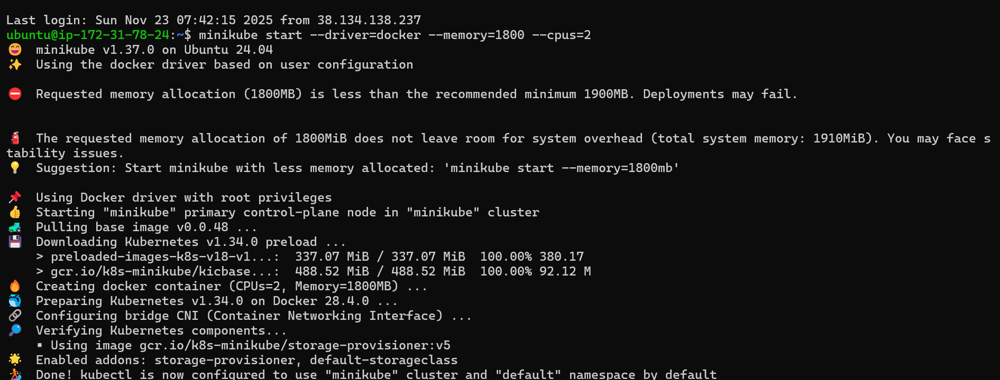 Last login: Sun Nov 23 07:42:15 2025 from 38.134.138.237
ubuntu@ip-172-31-78-24:~$ minikube start --driver=docker --memory=1800 --cpus=2
😄  minikube v1.37.0 on Ubuntu 24.04
✨  Using the docker driver based on user configuration
⛔  Requested memory allocation (1800MB) is less than the recommended minimum 1900MB. Deployments may fail.
🧯  The requested memory allocation of 1800MiB does not leave room for system overhead (total system memory: 1910MiB). You may face s
tability issues.
💡  Suggestion: Start minikube with less memory allocated: 'minikube start --memory=1800mb'
📌  Using Docker driver with root privileges
👍  Starting "minikube" primary control-plane node in "minikube" cluster
🚜  Pulling base image v0.0.48 ...
💾  Downloading Kubernetes v1.34.0 preload ...
    > preloaded-images-k8s-v18-v1...:  337.07 MiB / 337.07 MiB  100.00% 380.17
    > gcr.io/k8s-minikube/kicbase...:  488.52 MiB / 488.52 MiB  100.00% 92.12 M
🔥  Creating docker container (CPUs=2, Memory=1800MB) ...
🐳  Preparing Kubernetes v1.34.0 on Docker 28.4.0 ...
🔗  Configuring bridge CNI (Container Networking Interface) ...
🔎  Verifying Kubernetes components...
    ▪ Using image gcr.io/k8s-minikube/storage-provisioner:v5
🌟  Enabled addons: storage-provisioner, default-storageclass
🏄  Done! kubectl is now configured to use "minikube" cluster and "default" namespace by default